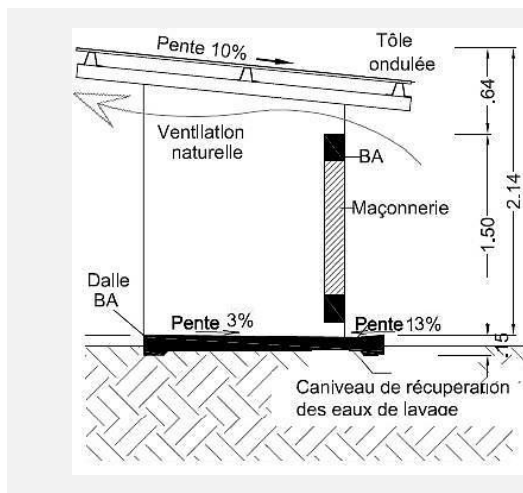 Pente 10%
Tôle
ondulée
.64
Ventilation
naturelle
BA
2.14
Maçonnerie
1.50
Dalle
BA
Pente 3%
Pente 13%
.15
Caniveau de récuperation
des eaux de lavage